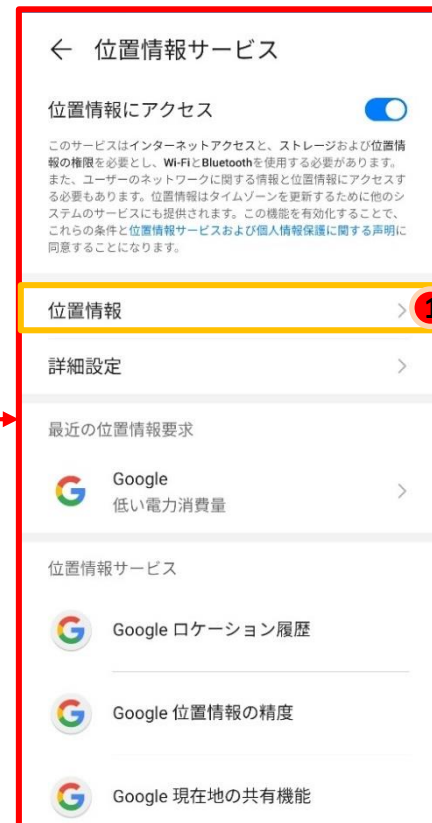 ← 位置情報サービス
位置情報にアクセス
このサービスはインターネットアクセスと、ストレージおよび位置情
報の権限を必要とし、Wi-FiとBluetoothを使用する必要があります。
また、ユーザーのネットワークに関する情報と位置情報にアクセスす
る必要もあります。位置情報はタイムゾーンを更新するために他のシ
ステムのサービスにも提供されます。この機能を有効化することで、
これらの条件と位置情報サービスおよび個人情報保護に関する声明に
同意することになります。
位置情報
1
詳細設定
最近の位置情報要求
Google
低い電力消費量
位置情報サービス
Google ロケーション履歴
Google 位置情報の精度
Google 現在地の共有機能